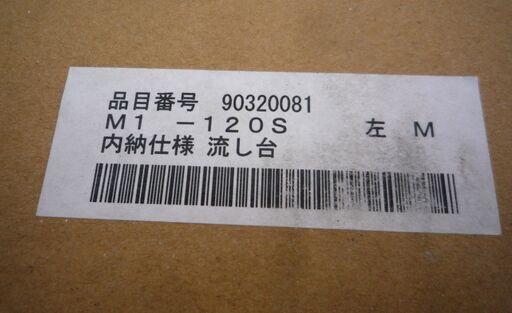 品目番号 90320081
Ｍ１ －１２０Ｓ 左 Ｍ
内納仕様 流し台